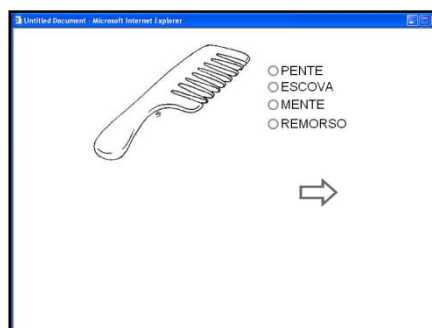 Untitled Document - Microsoft Internet Explorer
PENTE
ESCOVA
MENTE
REMORSO